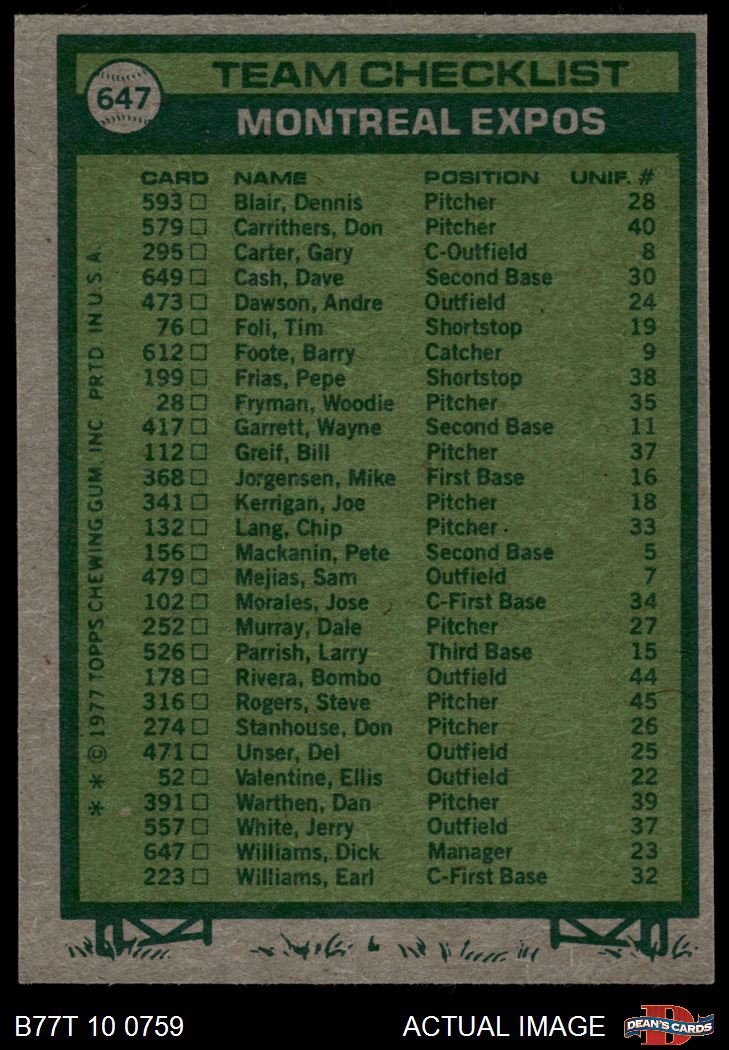 647
TEAM CHECKLIST
MONTREAL EXPOS
CARD NAME POSITION UNIF. #
593 Blair, Dennis Pitcher 28
579 Carrithers, Don Pitcher 40
295 Carter, Gary C-Outfield 8
649 Cash, Dave Second Base 30
473 Dawson, Andre Outfield 24
76 Foli, Tim Shortstop 19
612 Foote, Barry Catcher 9
199 Frias, Pepe Shortstop 38
28 Fryman, Woodie Pitcher 35
417 Garrett, Wayne Second Base 11
112 Greif, Bill Pitcher 37
368 Jorgensen, Mike First Base 16
341 Kerrigan, Joe Pitcher 18
132 Lang, Chip Pitcher 33
156 Mackanin, Pete Second Base 5
479 Mejias, Sam Outfield 7
102 Morales, Jose C-First Base 34
252 Murray, Dale Pitcher 27
526 Parrish, Larry Third Base 15
178 Rivera, Bombo Outfield 44
316 Rogers, Steve Pitcher 45
274 Stanhouse, Don Pitcher 26
471 Unser, Del Outfield 25
52 Valentine, Ellis Outfield 22
391 Warthen, Dan Pitcher 39
557 White, Jerry Outfield 37
647 Williams, Dick Manager 23
223 Williams, Earl C-First Base 32
* * © 1977 TOPPS CHEWING GUM, INC. PRTD. IN U.S.A.
B77T 10 0759 ACTUAL IMAGE
DEAN'S CARDS